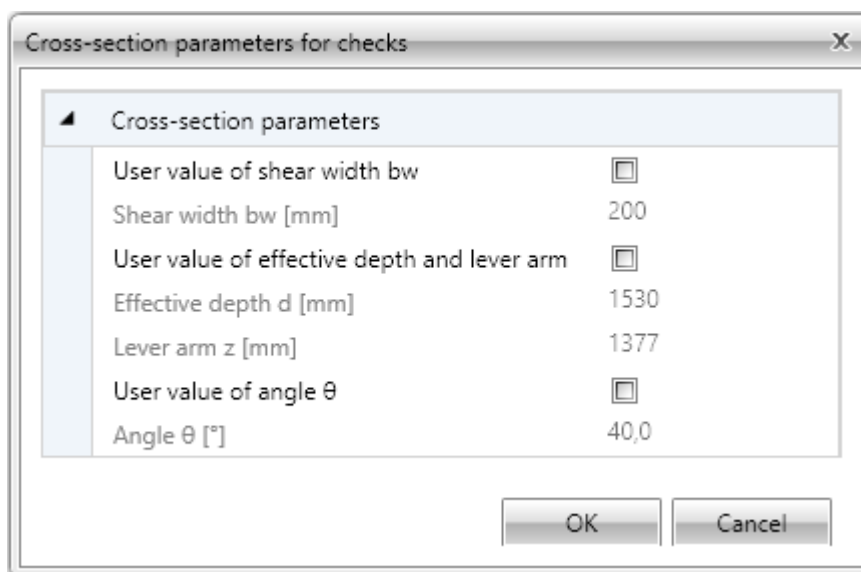 Cross-section parameters for checks
Cross-section parameters
User value of shear width bw
Shear width bw [mm] 200
User value of effective depth and lever arm
Effective depth d [mm] 1530
Lever arm z [mm] 1377
User value of angle θ
Angle θ [°] 40,0
OK Cancel